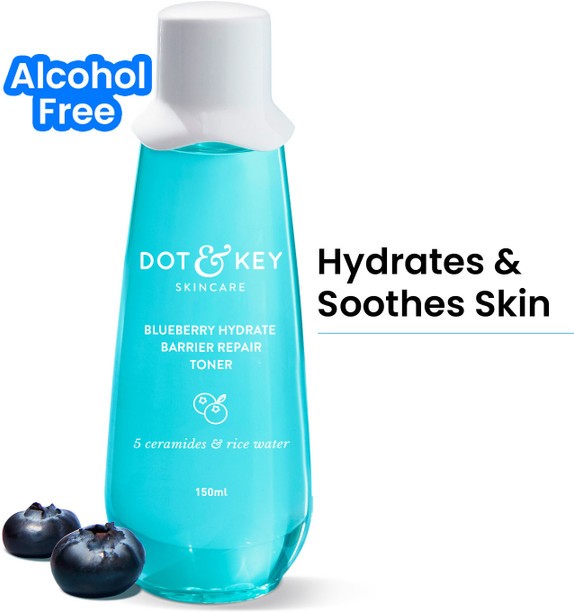 Alcohol
Free
DOT & KEY
SKINCARE
BLUEBERRY HYDRATE
BARRIER REPAIR
TONER
5 ceramides & rice water
150ml
Hydrates &
Soothes Skin